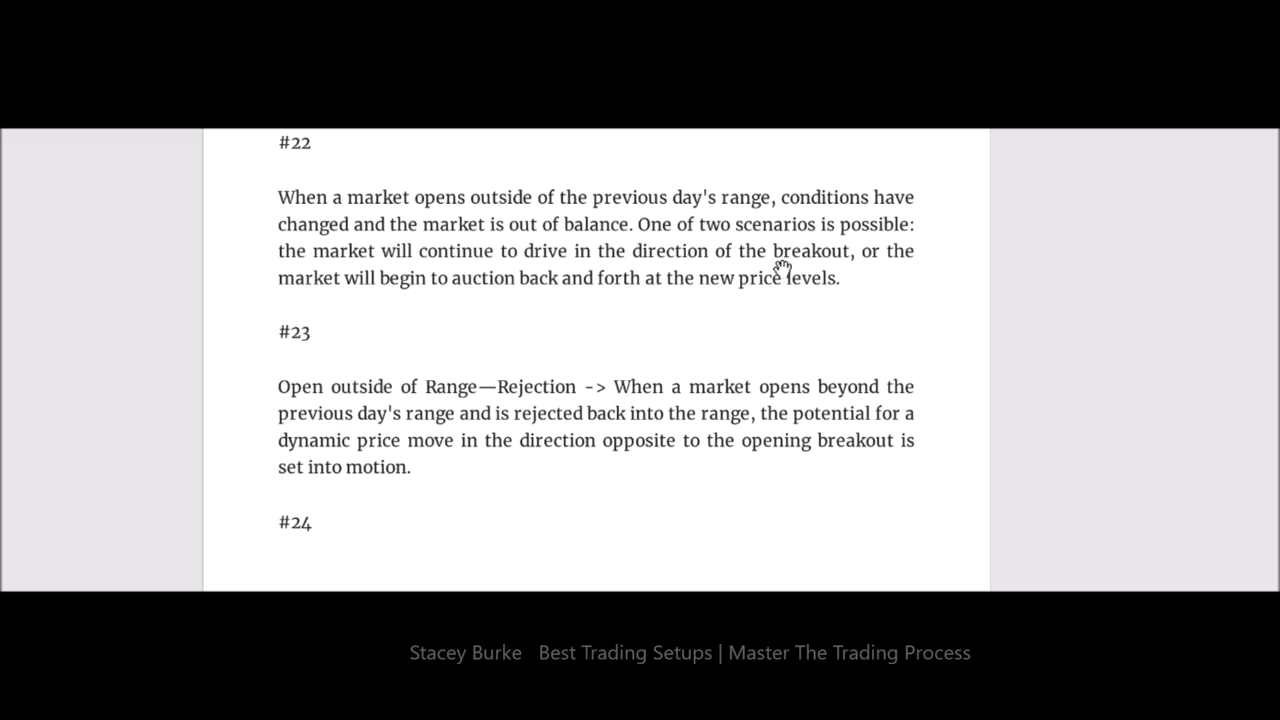 #22
When a market opens outside of the previous day's range, conditions have
changed and the market is out of balance. One of two scenarios is possible:
the market will continue to drive in the direction of the breakout, or the
market will begin to auction back and forth at the new price levels.
#23
Open outside of Range—Rejection -> When a market opens beyond the
previous day's range and is rejected back into the range, the potential for a
dynamic price move in the direction opposite to the opening breakout is
set into motion.
#24
Stacey Burke Best Trading Setups | Master The Trading Process